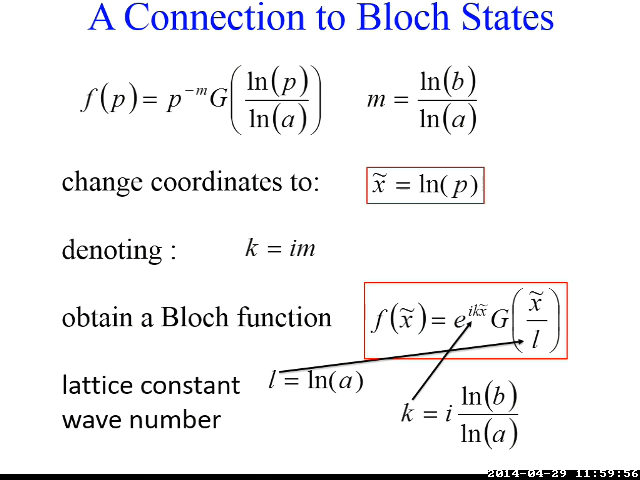 A Connection to Bloch States
f(p) = p^{-m} G(ln(p)/ln(a))    m = ln(b)/ln(a)
change coordinates to:    x̃ = ln(p)
denoting :    k = im
obtain a Bloch function    f(x̃) = e^{ikx̃} G(x̃/l)
lattice constant    l = ln(a)
wave number    k = i ln(b)/ln(a)
2014-04-29 11:59:56